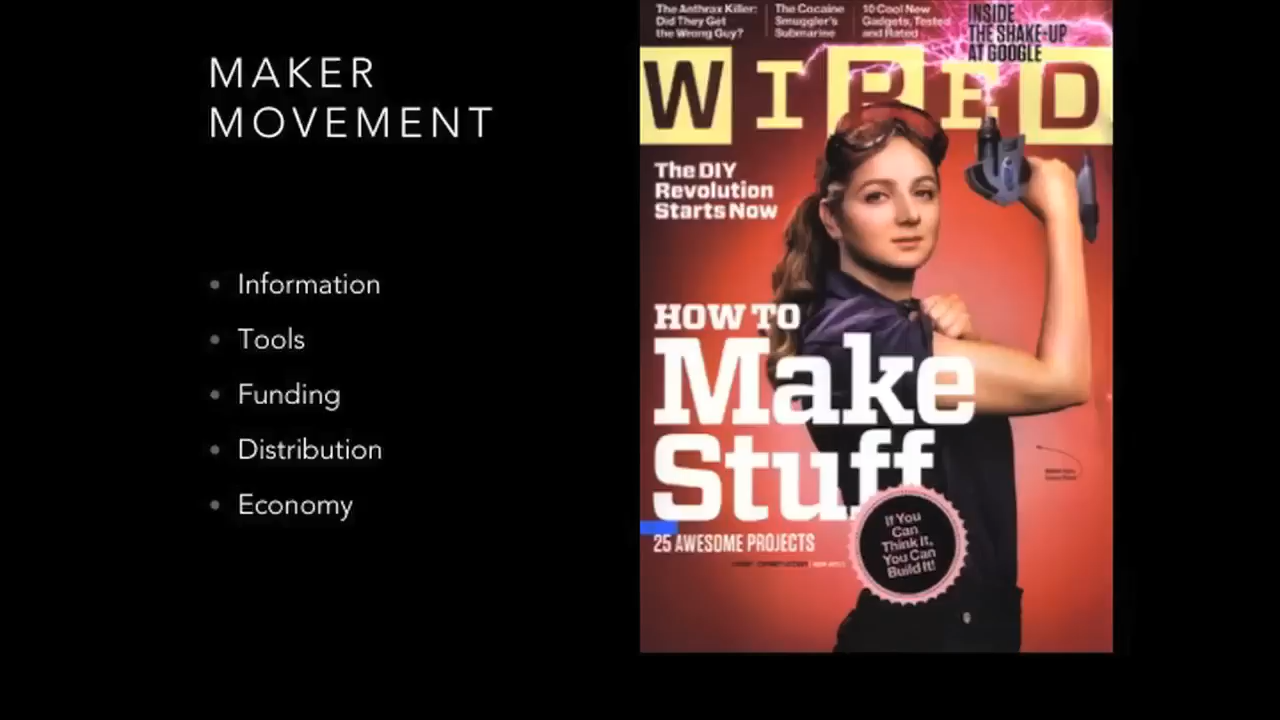 MAKER
MOVEMENT
Information
Tools
Funding
Distribution
Economy
The Anthrax Killer:
Did They Get
the Wrong Guy?
The Cocaine
Smuggler's
Submarine
10 Cool New
Gadgets, Tested
and Rated
INSIDE
THE SHAKE-UP
AT GOOGLE
WIRED
The DIY
Revolution
Starts Now
HOW TO
Make
Stuff
25 AWESOME PROJECTS
If You
Can
Think It,
You Can
Build It!